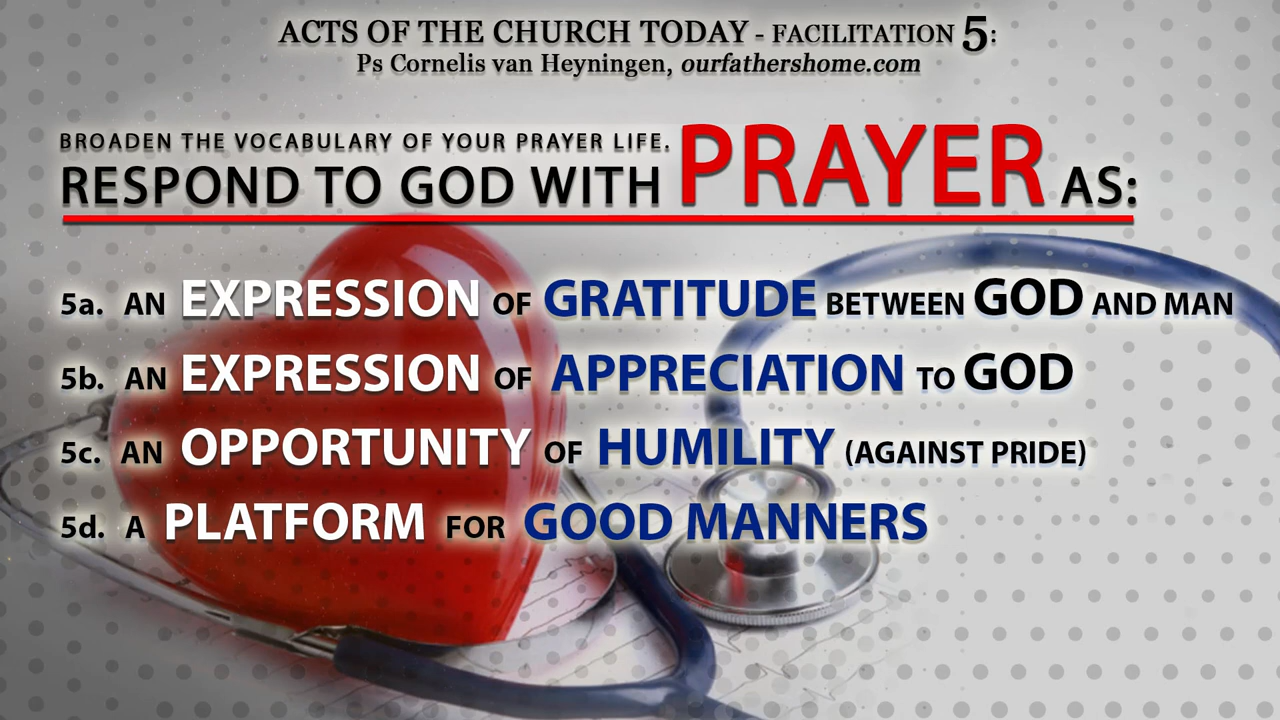 ACTS OF THE CHURCH TODAY - FACILITATION 5:
Ps Cornelis van Heyningen, ourfathershome.com
BROADEN THE VOCABULARY OF YOUR PRAYER LIFE.
RESPOND TO GOD WITH PRAYER AS:
5a. AN EXPRESSION OF GRATITUDE BETWEEN GOD AND MAN
5b. AN EXPRESSION OF APPRECIATION TO GOD
5c. AN OPPORTUNITY OF HUMILITY (AGAINST PRIDE)
5d. A PLATFORM FOR GOOD MANNERS